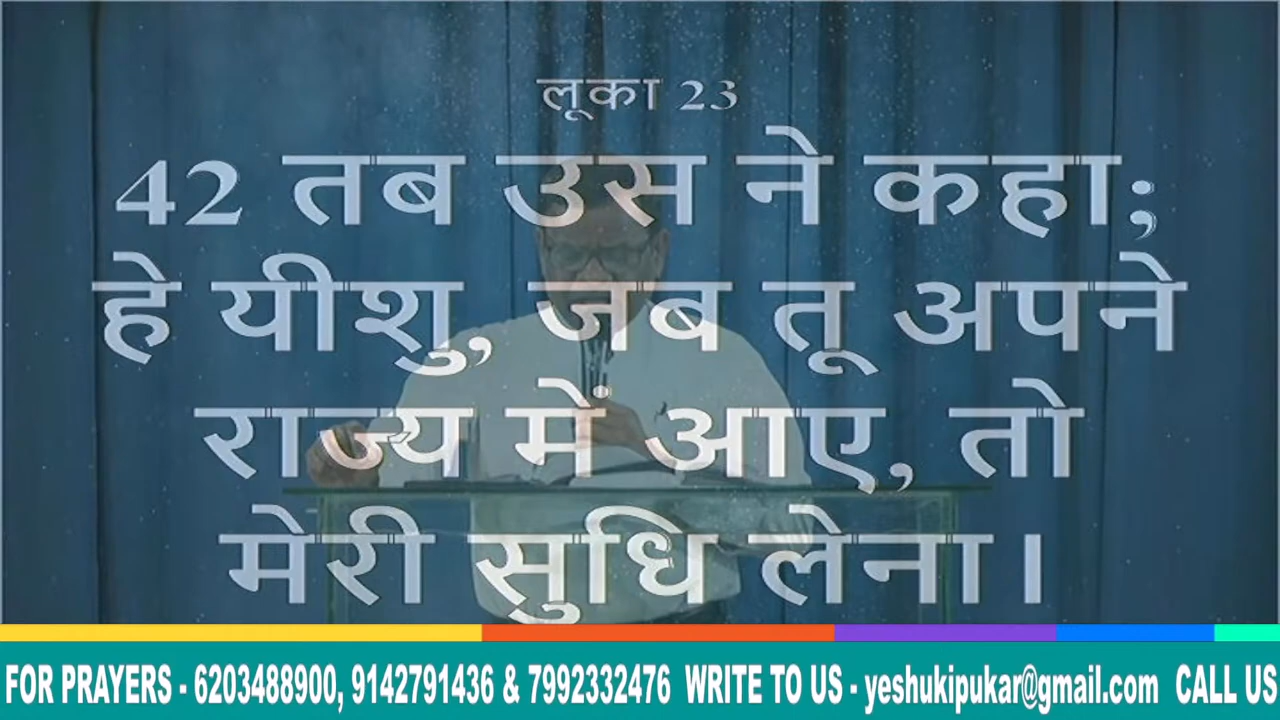 लूका 23
42 तब उस ने कहा;
हे यीशु, जब तू अपने
राज्य में आए, तो
मेरी सुधि लेना।
FOR PRAYERS - 6203488900, 9142791436 & 7992332476 WRITE TO US - yeshukipukar@gmail.com CALL US